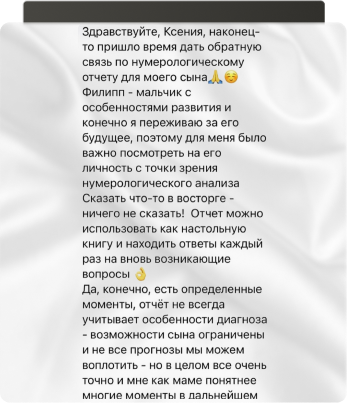 Здравствуйте, Ксения, наконец-
то пришло время дать обратную
связь по нумерологическому
отчету для моего сына🙏☺️
Филипп - мальчик с
особенностями развития и
конечно я переживаю за его
будущее, поэтому для меня было
важно посмотреть на его
личность с точки зрения
нумерологического анализа
Сказать что-то в восторге -
ничего не сказать! Отчет можно
использовать как настольную
книгу и находить ответы каждый
раз на вновь возникающие
вопросы 👌
Да, конечно, есть определенные
моменты, отчёт не всегда
учитывает особенности диагноза
- возможности сына ограничены
и не все прогнозы мы можем
воплотить - но в целом все очень
точно и мне как маме понятнее
многие моменты в дальнейшем